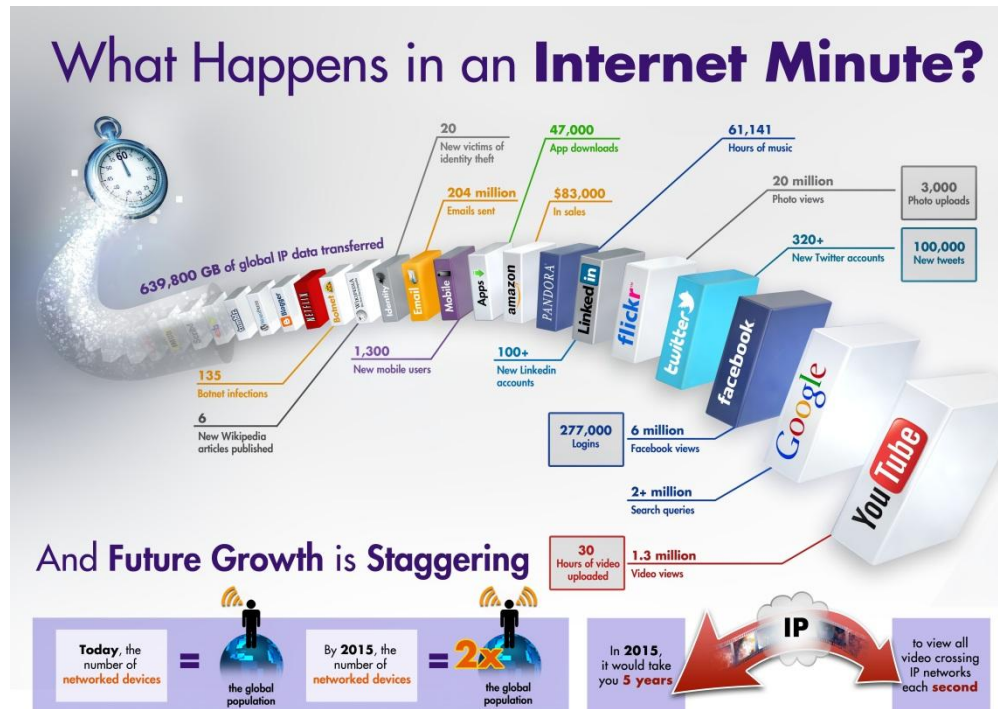 What Happens in an Internet Minute?
60
20
New victims of
identity theft
47,000
App downloads
61,141
Hours of music
204 million
Emails sent
$83,000
In sales
20 million
Photo views
3,000
Photo uploads
320+
New Twitter accounts
100,000
New tweets
639,800 GB of global IP data transferred
Blogger
NETFLIX
Botnet
WIKIPEDIA
Identity
Email
Mobile
Apps
amazon
PANDORA
Linked in
flickr
twitter
facebook
Google
You Tube
135
Botnet infections
6
New Wikipedia
articles published
1,300
New mobile users
100+
New Linkedin
accounts
277,000
Logins
6 million
Facebook views
2+ million
Search queries
30
Hours of video
uploaded
1.3 million
Video views
And Future Growth is Staggering
Today, the
number of
networked devices
=
the global
population
By 2015, the
number of
networked devices
= 2x
the global
population
In 2015,
it would take
you 5 years
IP
to view all
video crossing
IP networks
each second